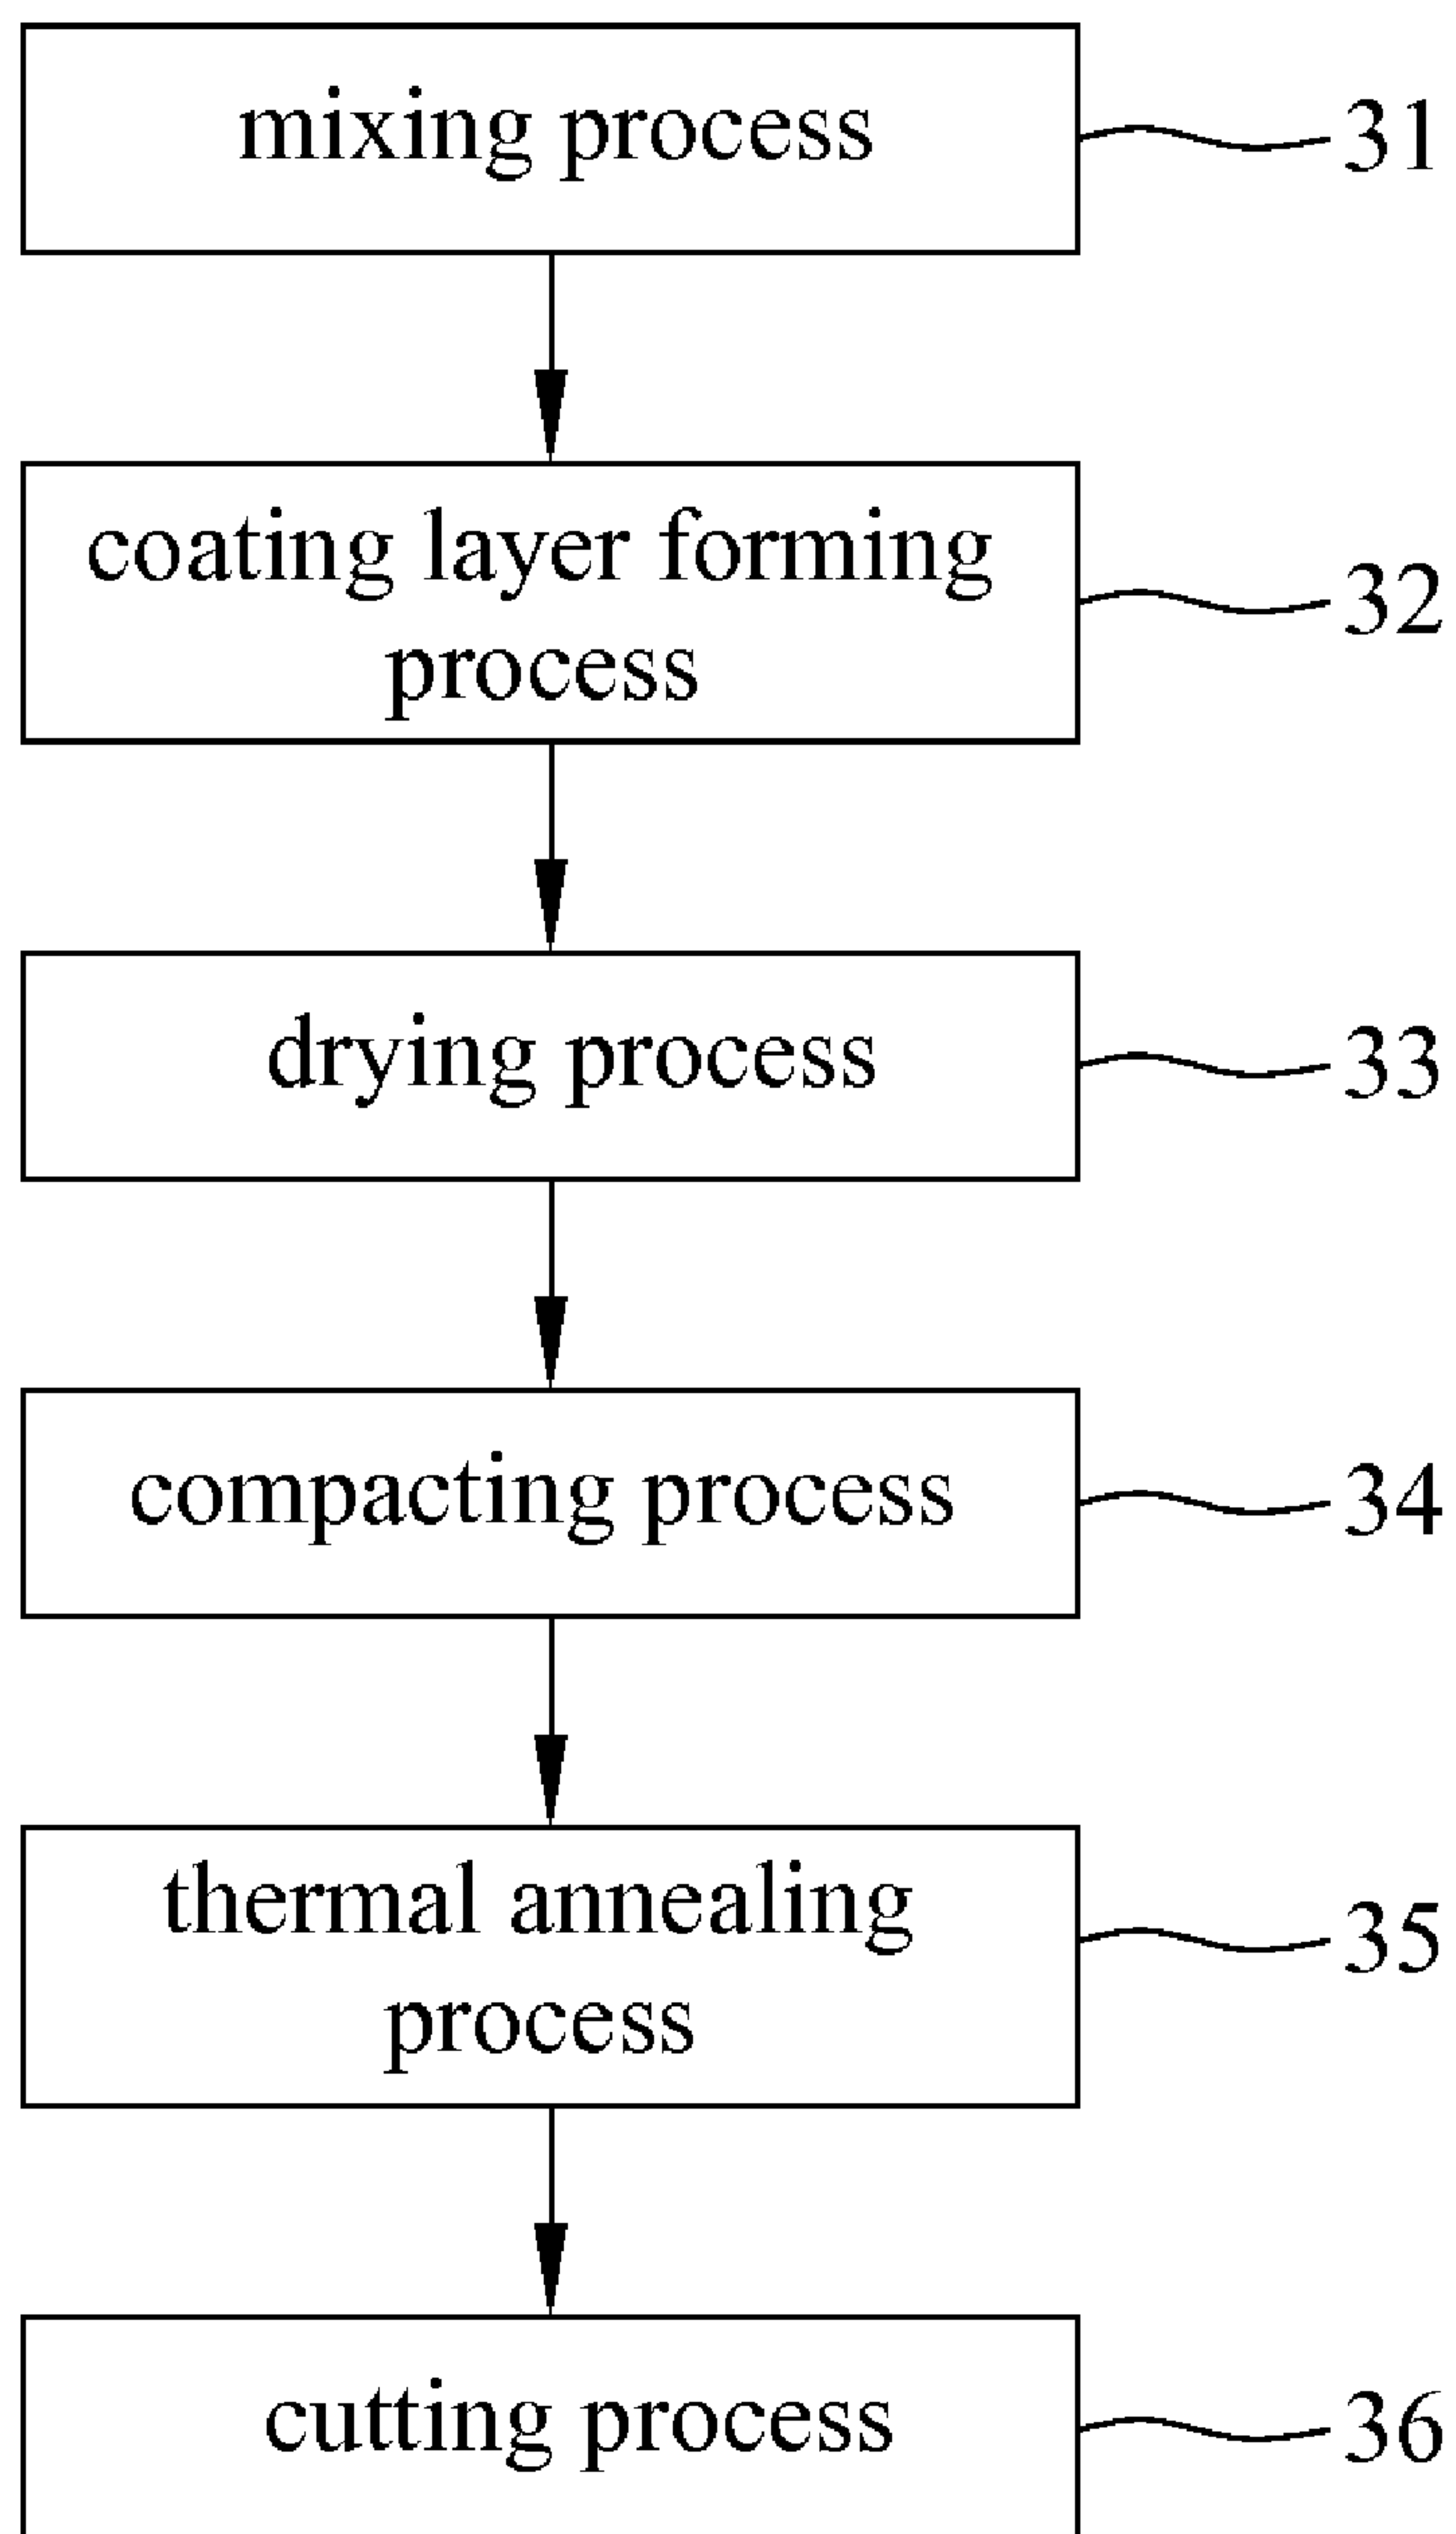 mixing process
31
coating layer forming
process
32
drying process
33
compacting process
34
thermal annealing
process
35
cutting process
36